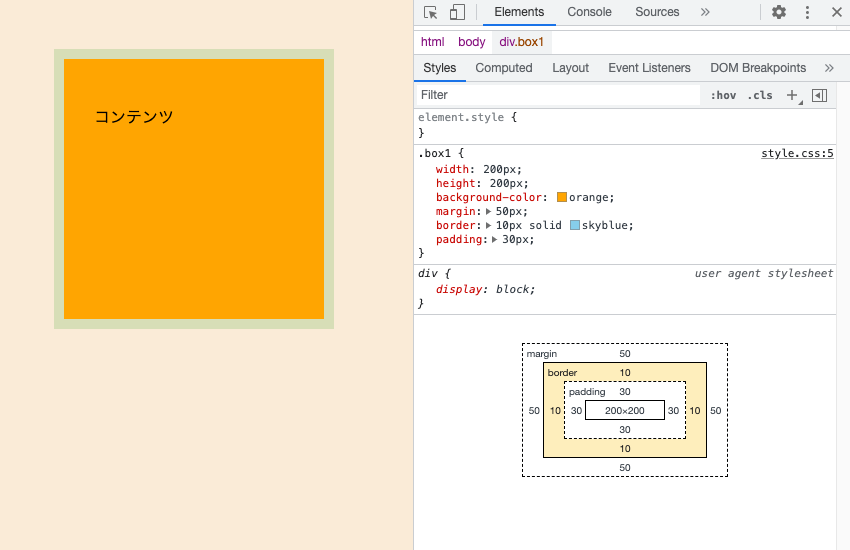 コンテンツ
Elements Console Sources »
html body div.box1
Styles Computed Layout Event Listeners DOM Breakpoints »
Filter :hov .cls +
element.style {
}
.box1 { style.css:5
width: 200px;
height: 200px;
background-color: orange;
margin: 50px;
border: 10px solid skyblue;
padding: 30px;
}
div { user agent stylesheet
display: block;
}
margin 50
border 10
padding 30
50 10 30 200×200 30 10 50
30
10
50